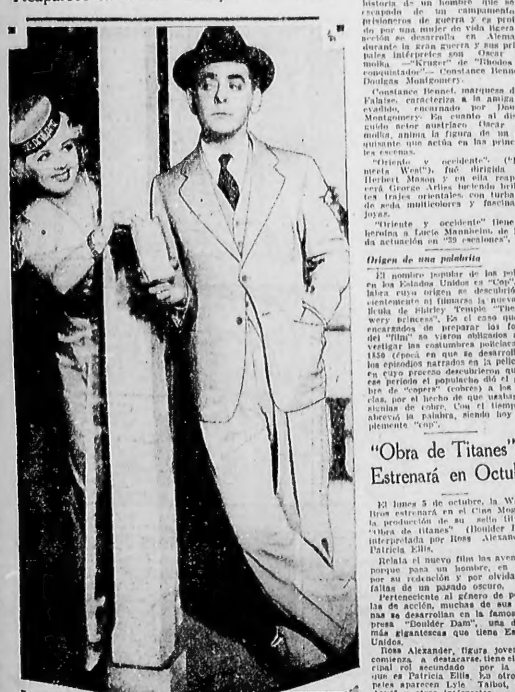 historia de un hombre que se
escapado de un campamento
prisioneros de guerra y es prot
do por una mujer de vida ligera
acción se desarrolla en Alema
durante la gran guerra y sus pri
pales intérpretes son Oscar
molka —"Kruger" de "Rhodes
conquistador"— Constance Benne
Douglas Montgomery.
Constance Bennet, marquesa d
Falaise, caracteriza a la amiga
evadido, encarnado por Dou
Montgomery. En cuanto al di
guido actor austriaco Oscar
molka, anima la figura de un
quisante que actúa en las princ
les escenas.
"Oriente y occidente", ("
meets West"), fué dirigida
Herbert Mason y en ella reap
cerá George Arliss luciendo bril
tes trajes orientales, con turba
de seda multicolores y fascina
joyas.
"Oriente y occidente" tiene
heroína a Lucie Mannheim, de
da actuación en "39 escalones".
Origen de una palabrita
El nombre popular de los pol
en los Estados Unidos es "Cop",
labra cuyo origen se descubrió
cientemente al filmarse la nueva
lícula de Shirley Temple "The
wery princess". Es el caso que
encargados de preparar los fo
del "film" se vieron obligados
vestigar las costumbres policíaca
1850 (época en que se desarroll
los episodios narrados en la pelíc
en cuyo proceso descubrieron qu
ese período el populacho dió el
bre de "copers" (cobres) a los
cías, por el hecho de que usaba
signias de cobre. Con el tiemp
abrevió la palabra, siendo hoy
plemente "cop".
"Obra de Titanes"
Estrenará en Octub
El lunes 5 de octubre, la W
Bros estrenará en el Cine Mo
la producción de su sello tit
"Obra de titanes" (Boulder
interpretada por Ross Alexan
Patricia Ellis.
Relata el nuevo film las aven
porque pasa un hombre, en
por su redención y por olvida
faltas de un pasado oscuro.
Perteneciente al género de p
las de acción, muchas de sus
nas se desarrollan en la famos
presa "Boulder Dam", una d
más gigantescas que tiene Es
Unidos.
Ross Alexander, figura jove
comienza a destacarse, tiene el
cipal rol secundado por la
que es Patricia Ellis. En otro
peles aparecen Lyle Talbot,